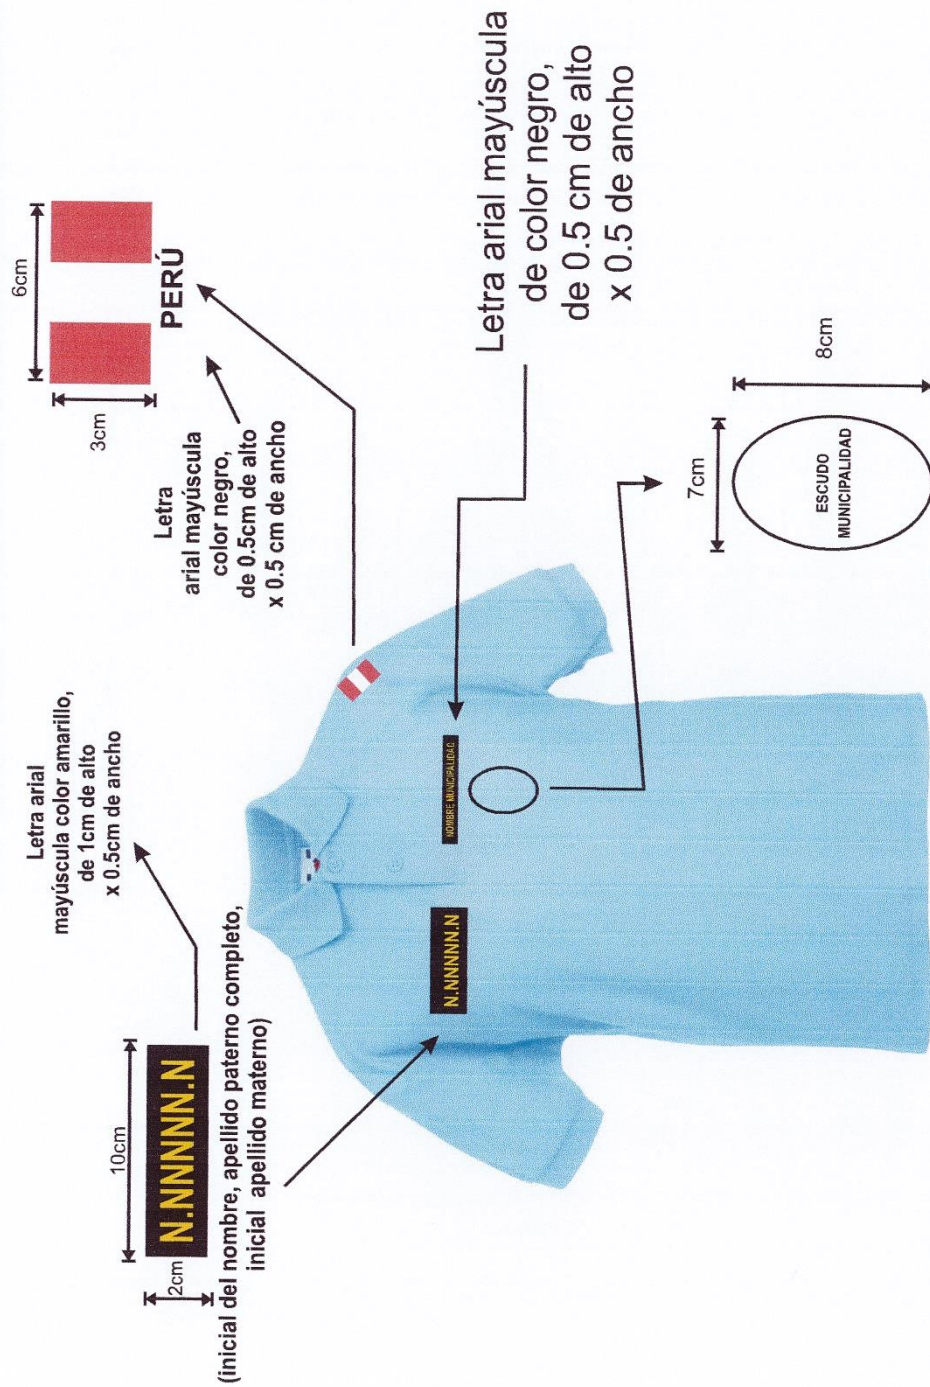 10cm
2cm
N.NNNNN.N
(inicial del nombre, apellido paterno completo,
inicial apellido materno)
Letra arial
mayúscula color amarillo,
de 1cm de alto
x 0.5cm de ancho
6cm
3cm
PERÚ
Letra
arial mayúscula
color negro,
de 0.5cm de alto
x 0.5 cm de ancho
Letra arial mayúscula
de color negro,
de 0.5 cm de alto
x 0.5 de ancho
N.NNNNN.N
NOMBRE MUNICIPALIDAD
7cm
8cm
ESCUDO
MUNICIPALIDAD